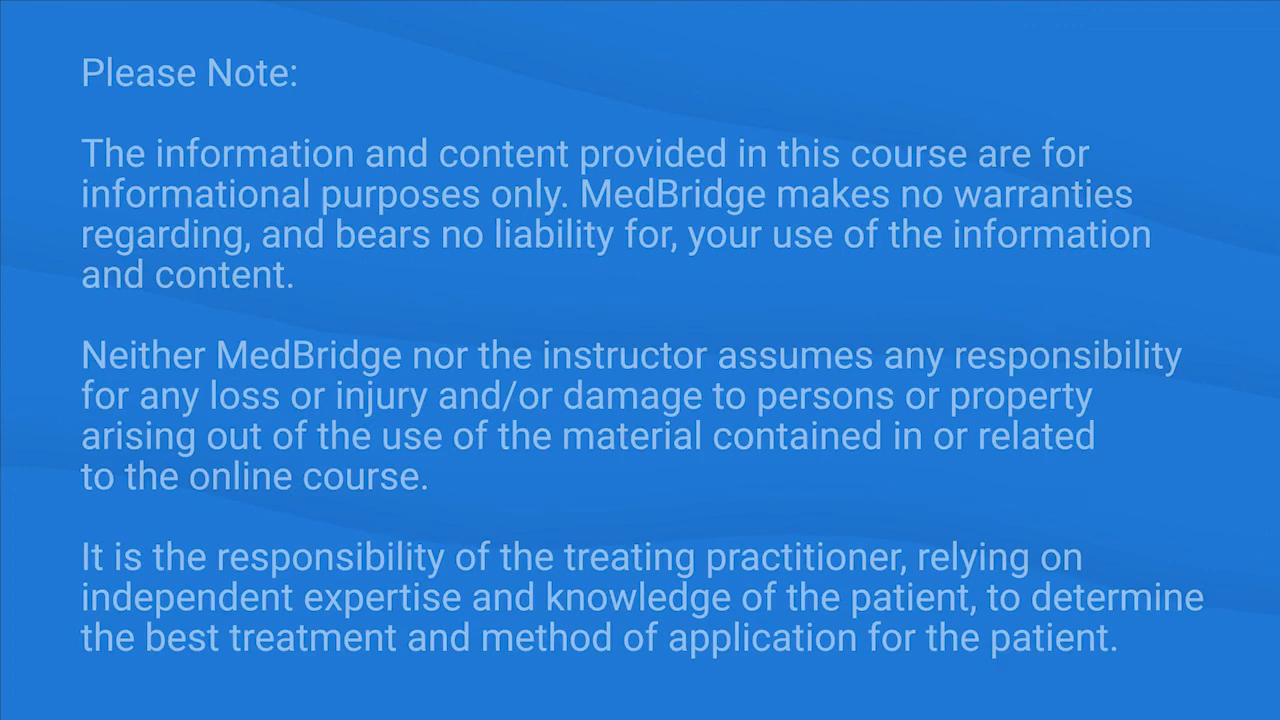 Please Note:
The information and content provided in this course are for
informational purposes only. MedBridge makes no warranties
regarding, and bears no liability for, your use of the information
and content.
Neither MedBridge nor the instructor assumes any responsibility
for any loss or injury and/or damage to persons or property
arising out of the use of the material contained in or related
to the online course.
It is the responsibility of the treating practitioner, relying on
independent expertise and knowledge of the patient, to determine
the best treatment and method of application for the patient.